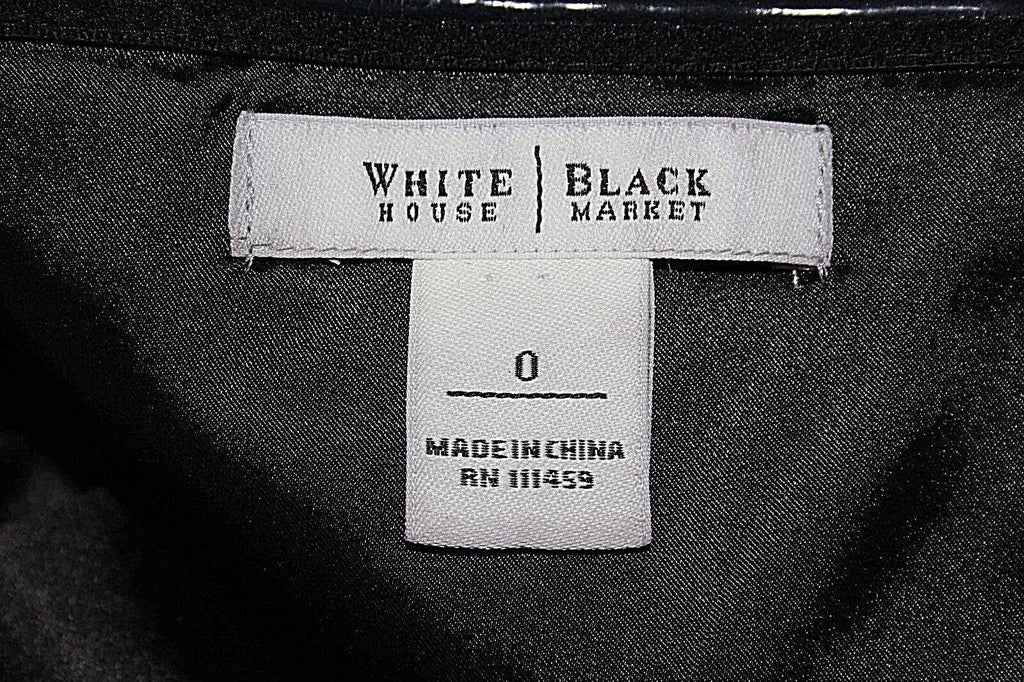 WHITE | BLACK
HOUSE | MARKET
0
MADE IN CHINA
RN 111459